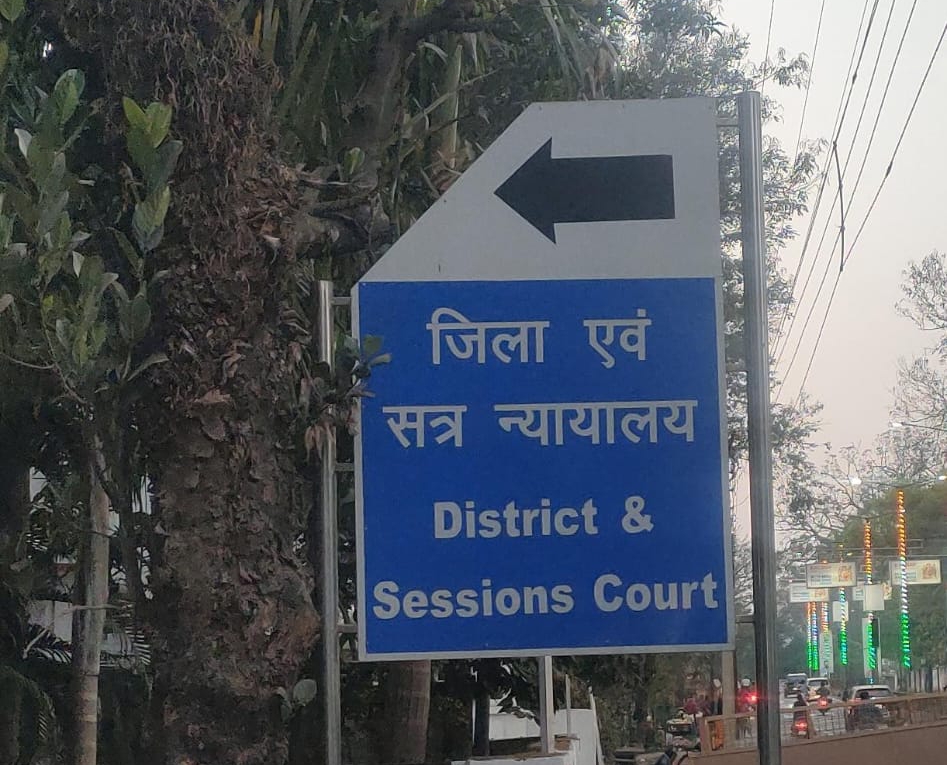 जिला एवं
सत्र न्यायालय
District &
Sessions Court